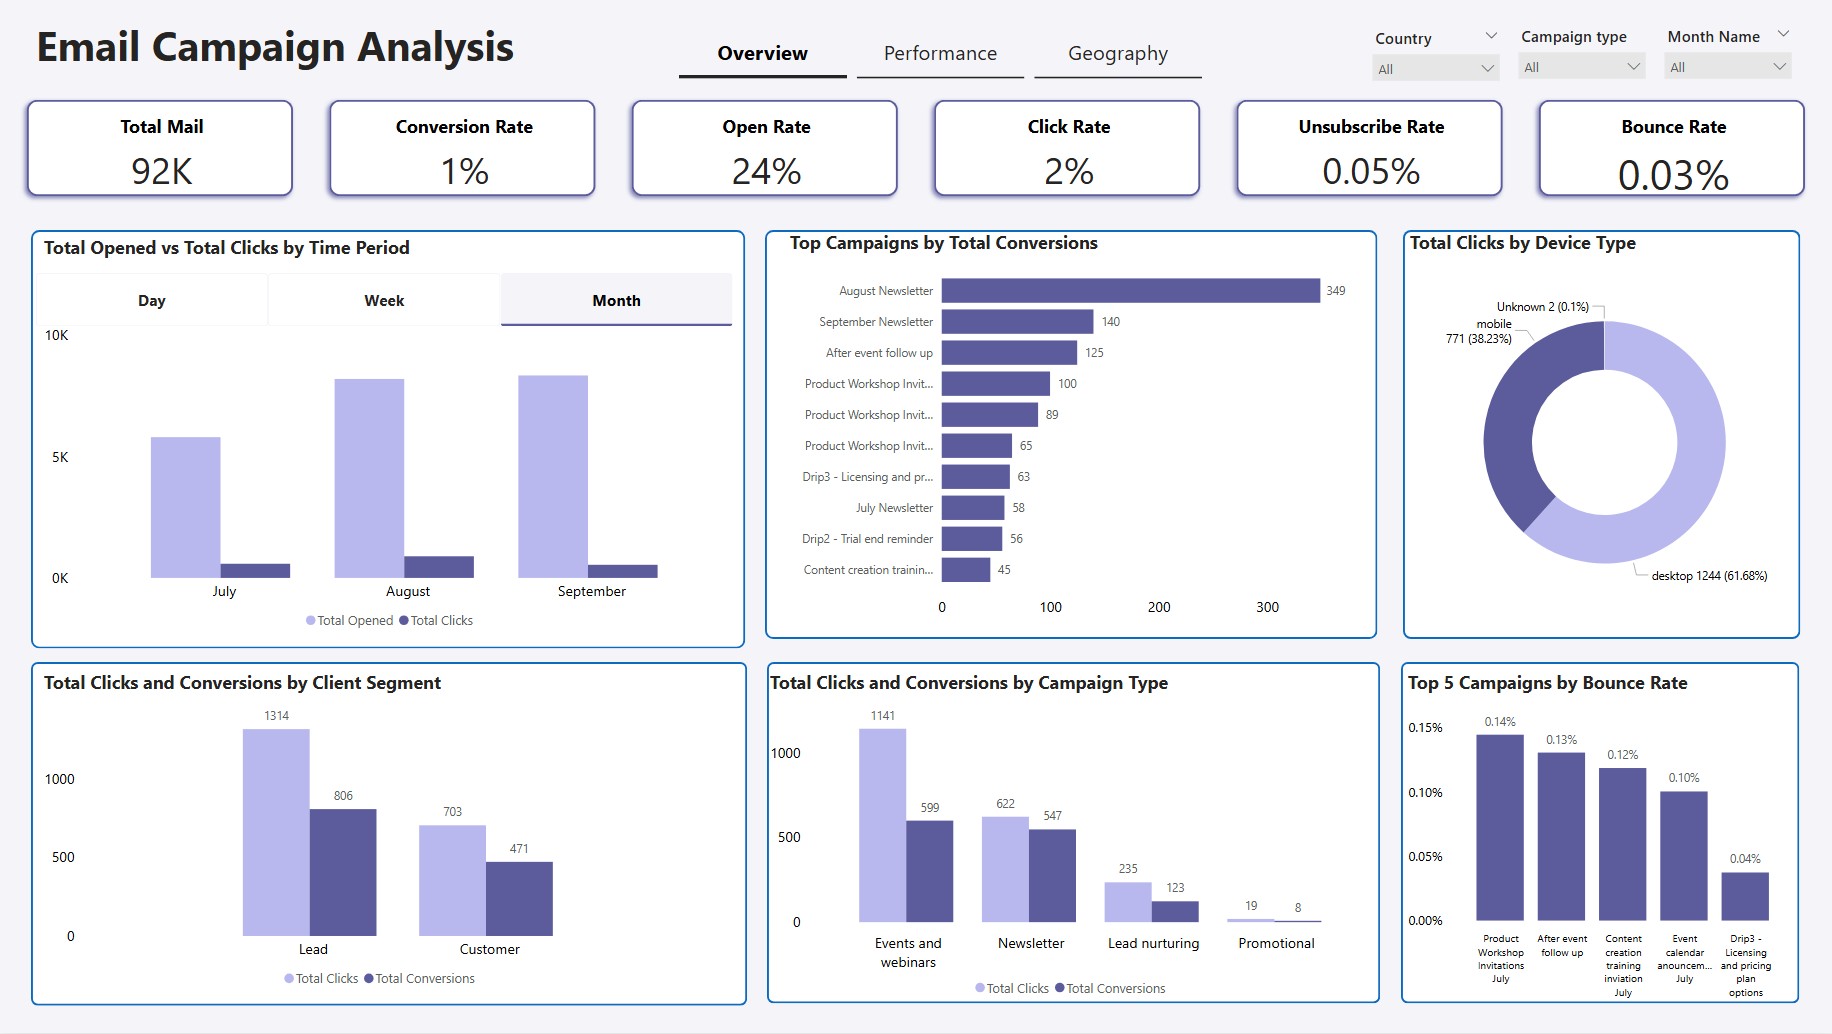 Email Campaign Analysis
Overview
Performance
Geography
Country
All
Campaign type
All
Month Name
All
Total Mail
92K
Conversion Rate
1%
Open Rate
24%
Click Rate
2%
Unsubscribe Rate
0.05%
Bounce Rate
0.03%
Total Opened vs Total Clicks by Time Period
Day
Week
Month
10K
5K
0K
July
August
September
Total Opened
Total Clicks
Top Campaigns by Total Conversions
August Newsletter
349
September Newsletter
140
After event follow up
125
Product Workshop Invit...
100
Product Workshop Invit...
89
Product Workshop Invit...
65
Drip3 - Licensing and pr...
63
July Newsletter
58
Drip2 - Trial end reminder
56
Content creation trainin...
45
0
100
200
300
Total Clicks by Device Type
Unknown 2 (0.1%)
mobile
771 (38.23%)
desktop 1244 (61.68%)
Total Clicks and Conversions by Client Segment
1000
500
0
1314
806
703
471
Lead
Customer
Total Clicks
Total Conversions
Total Clicks and Conversions by Campaign Type
1000
500
0
1141
599
622
547
235
123
19
8
Events and
webinars
Newsletter
Lead nurturing
Promotional
Total Clicks
Total Conversions
Top 5 Campaigns by Bounce Rate
0.15%
0.10%
0.05%
0.00%
0.14%
0.13%
0.12%
0.10%
0.04%
Product
Workshop
Invitations
July
After event
follow up
Content
creation
training
inviation
July
Event
calendar
anouncem...
July
Drip3 -
Licensing
and pricing
plan
options